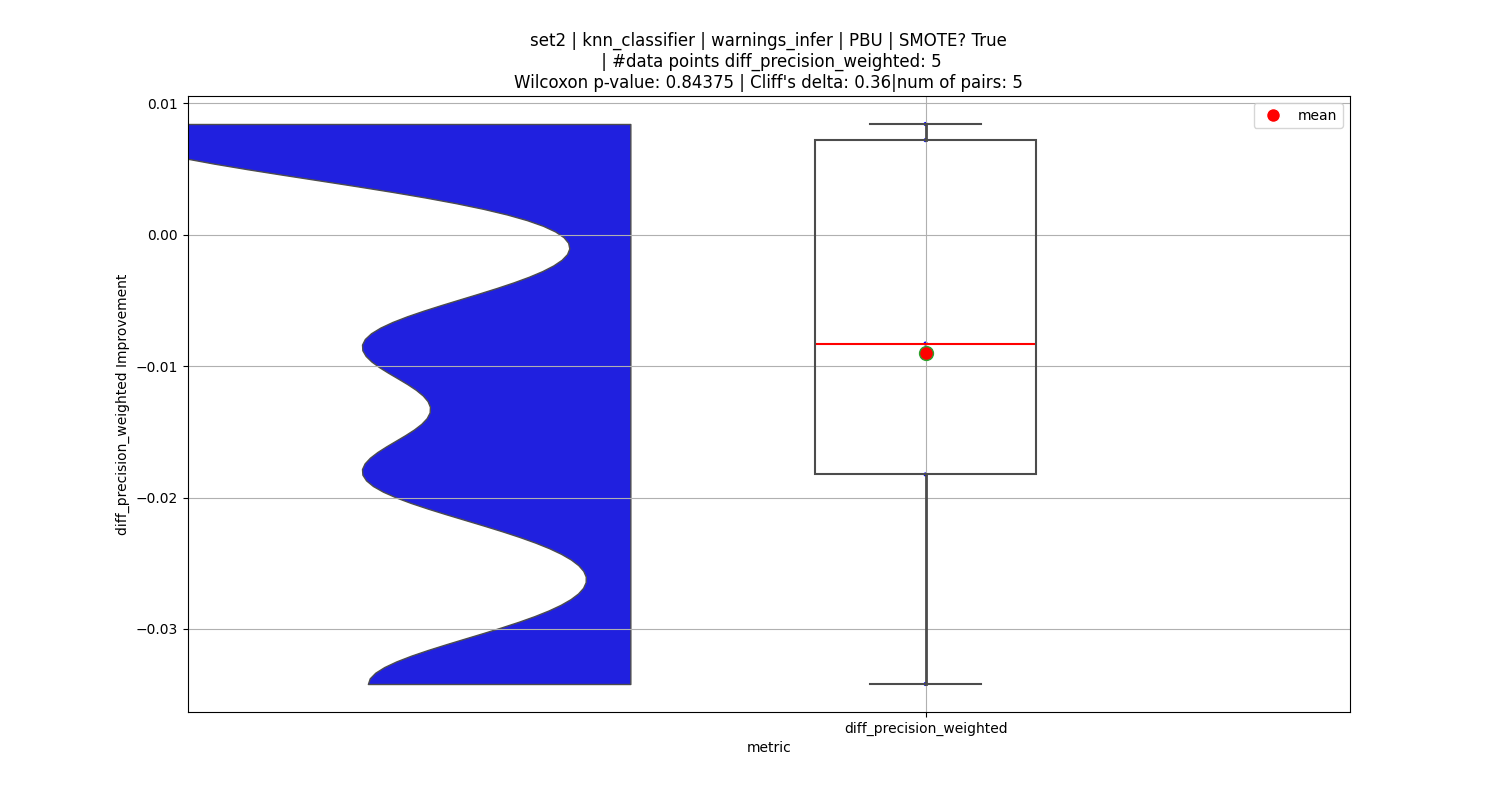 set2 | knn_classifier | warnings_infer | PBU | SMOTE? True
| #data points diff_precision_weighted: 5
Wilcoxon p-value: 0.84375 | Cliff's delta: 0.36|num of pairs: 5
mean
0.01
0.00
−0.01
−0.02
−0.03
diff_precision_weighted Improvement
diff_precision_weighted
metric